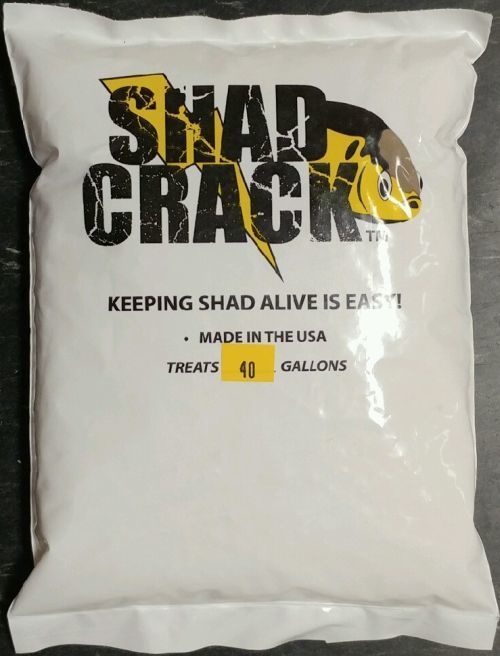 SHAD
CRACK™
KEEPING SHAD ALIVE IS EASY!
• MADE IN THE USA
TREATS 40 GALLONS